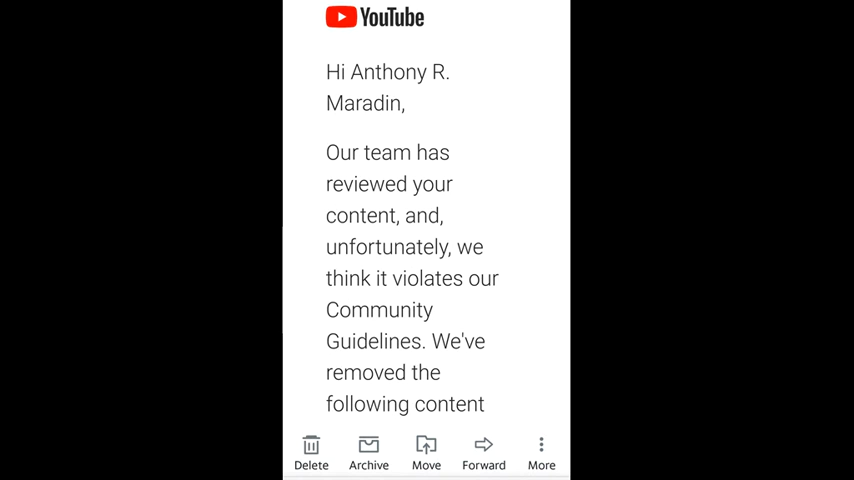 YouTube
Hi Anthony R.
Maradin,
Our team has
reviewed your
content, and,
unfortunately, we
think it violates our
Community
Guidelines. We've
removed the
following content
Delete Archive Move Forward More